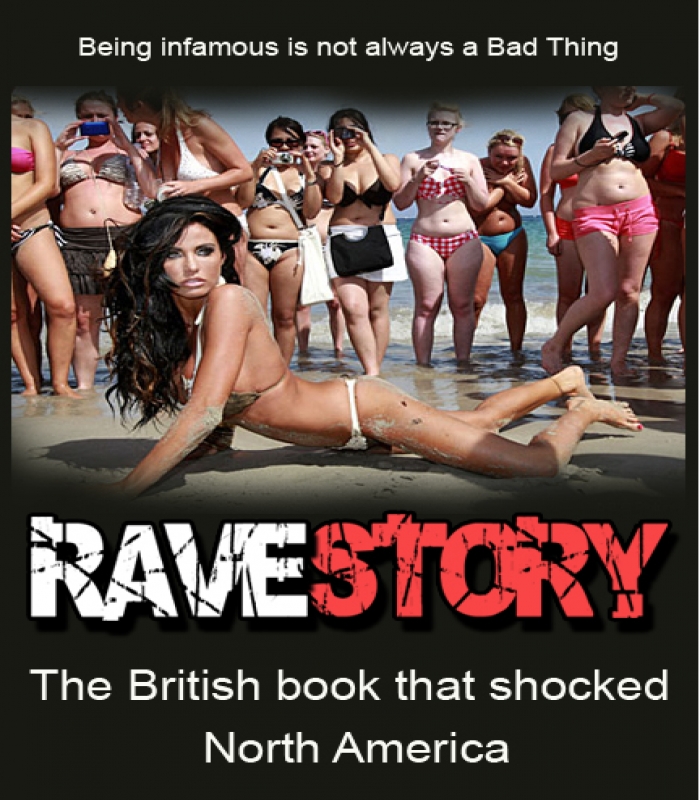 Being infamous is not always a Bad Thing
RAVESTORY
The British book that shocked
North America